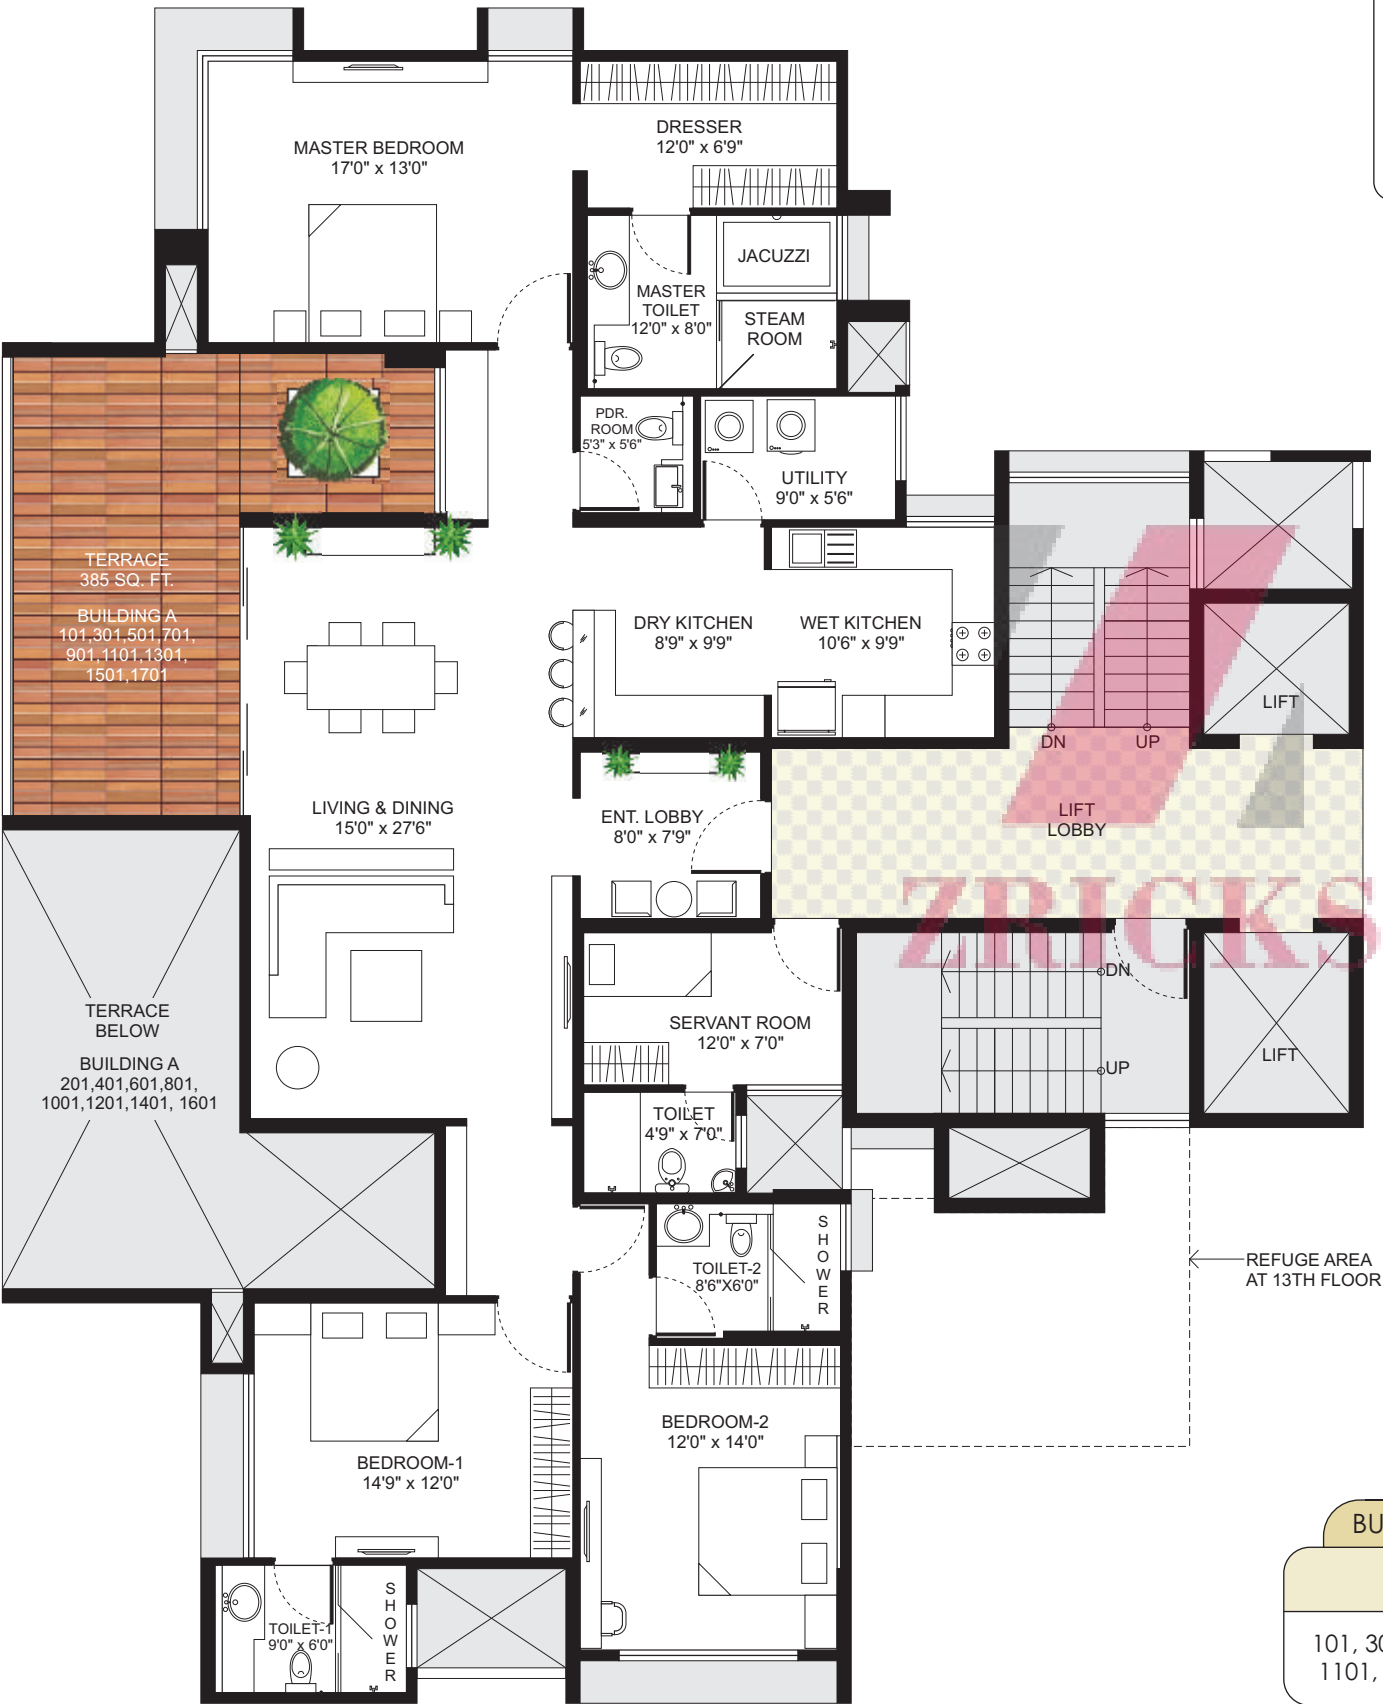 MASTER BEDROOM
17'0" x 13'0"
DRESSER
12'0" x 6'9"
JACUZZI
MASTER
TOILET
12'0" x 8'0"
STEAM
ROOM
PDR.
ROOM
5'3" x 5'6"
UTILITY
9'0" x 5'6"
TERRACE
385 SQ. FT.
BUILDING A
101,301,501,701,
901,1101,1301,
1501,1701
DRY KITCHEN
8'9" x 9'9"
WET KITCHEN
10'6" x 9'9"
LIFT
DN
UP
LIVING & DINING
15'0" x 27'6"
ENT. LOBBY
8'0" x 7'9"
LIFT
LOBBY
ZRICKS
DN
UP
LIFT
TERRACE
BELOW
BUILDING A
201,401,601,801,
1001,1201,1401, 1601
SERVANT ROOM
12'0" x 7'0"
TOILET
4'9" x 7'0"
TOILET-2
8'6"X6'0"
SHOWER
REFUGE AREA
AT 13TH FLOOR
BEDROOM-1
14'9" x 12'0"
BEDROOM-2
12'0" x 14'0"
TOILET-1
9'0" x 6'0"
SHOWER
BU
101, 30
1101,